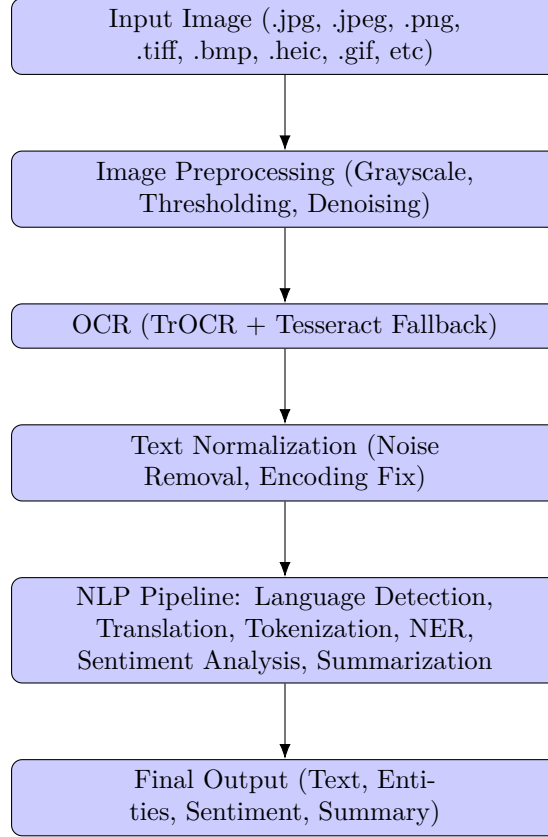 Input Image (.jpg, .jpeg, .png,
.tiff, .bmp, .heic, .gif, etc)
Image Preprocessing (Grayscale,
Thresholding, Denoising)
OCR (TrOCR + Tesseract Fallback)
Text Normalization (Noise
Removal, Encoding Fix)
NLP Pipeline: Language Detection,
Translation, Tokenization, NER,
Sentiment Analysis, Summarization
Final Output (Text, Enti-
ties, Sentiment, Summary)